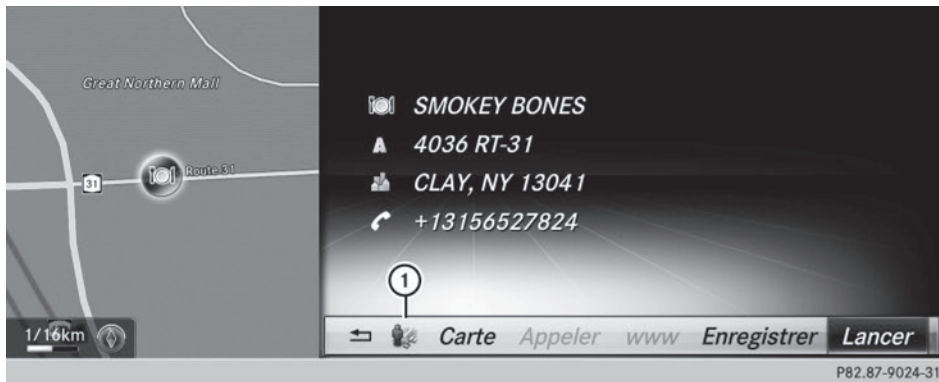 Great Northern Mall
31
Route 31
1/16km
SMOKEY BONES
A 4036 RT-31
CLAY, NY 13041
+13156527824
1
Carte Appeler www Enregistrer Lancer
P82.87-9024-31